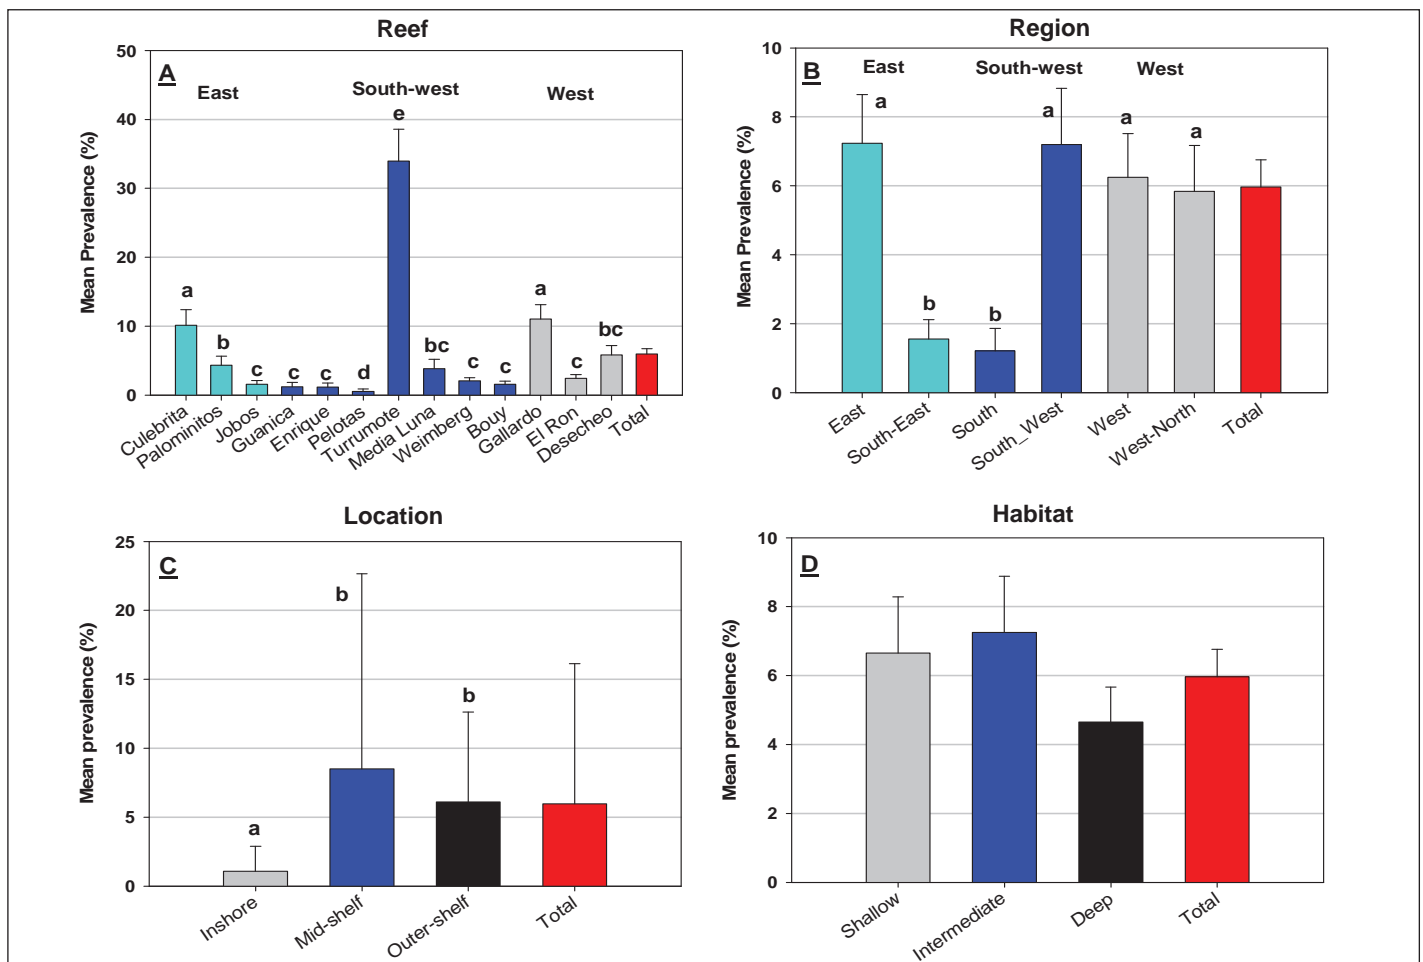 Reef
A
East
South-west
West
Mean Prevalence (%)
50
40
30
20
10
0
a
b
c
c
c
d
e
bc
c
c
a
c
bc
Culebrita
Palominitos
Jobos
Guanica
Enrique
Pelotas
Turrumote
Media Luna
Weimberg
Bouy
Gallardo
El Ron
Desecheo
Total
Region
B
East
South-west
West
Mean Prevalence (%)
10
8
6
4
2
0
a
b
b
a
a
a
East
South-East
South
South_West
West
West-North
Total
Location
C
Mean prevalence (%)
25
20
15
10
5
0
a
b
b
Inshore
Mid-shelf
Outer-shelf
Total
Habitat
D
Mean prevalence (%)
10
8
6
4
2
0
Shallow
Intermediate
Deep
Total